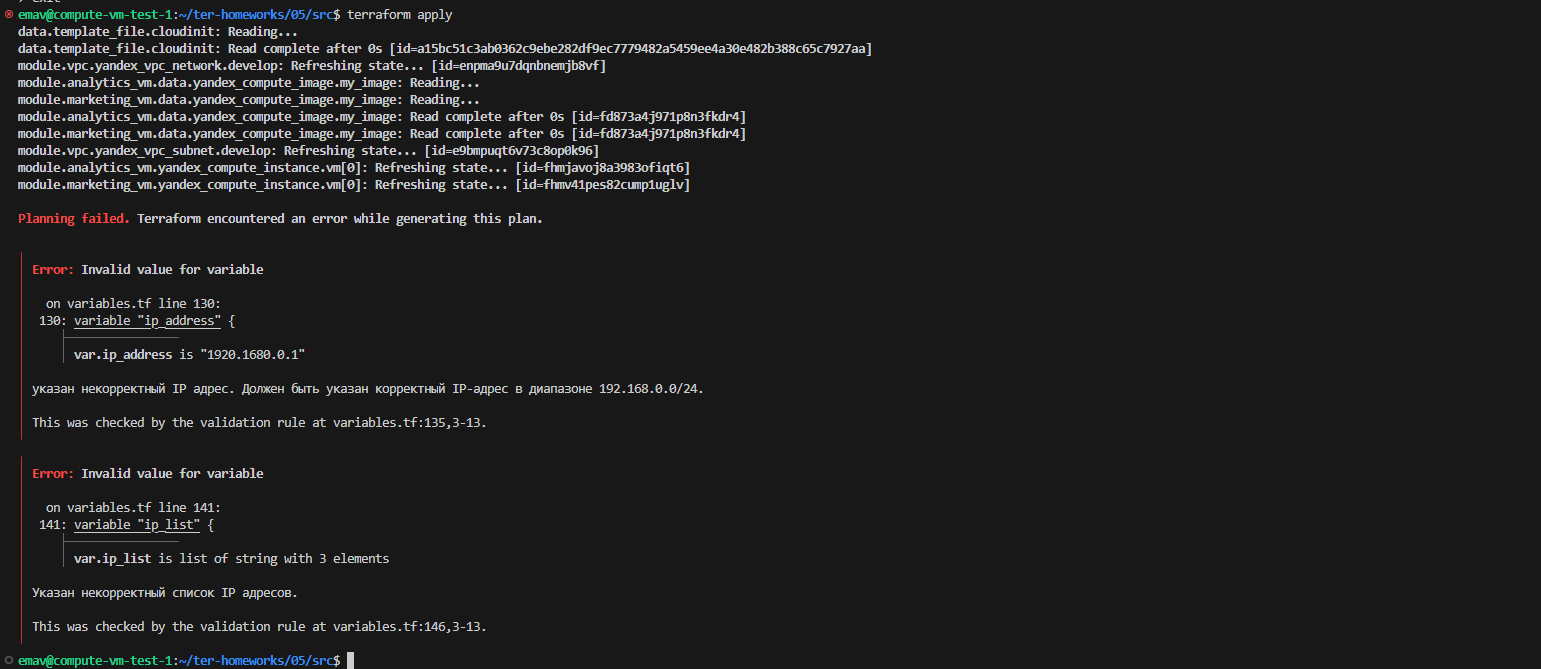 emav@compute-vm-test-1:~/ter-homeworks/05/src$ terraform apply
data.template_file.cloudinit: Reading...
data.template_file.cloudinit: Read complete after 0s [id=a15bc51c3ab0362c9ebe282df9ec7779482a5459ee4a30e482b388c65c7927aa]
module.vpc.yandex_vpc_network.develop: Refreshing state... [id=enpma9u7dqnbnemjb8vf]
module.analytics_vm.data.yandex_compute_image.my_image: Reading...
module.marketing_vm.data.yandex_compute_image.my_image: Reading...
module.analytics_vm.data.yandex_compute_image.my_image: Read complete after 0s [id=fd873a4j971p8n3fkdr4]
module.marketing_vm.data.yandex_compute_image.my_image: Read complete after 0s [id=fd873a4j971p8n3fkdr4]
module.vpc.yandex_vpc_subnet.develop: Refreshing state... [id=e9bmpuqt6v73c8op0k96]
module.analytics_vm.yandex_compute_instance.vm[0]: Refreshing state... [id=fhmjavoj8a3983ofiqt6]
module.marketing_vm.yandex_compute_instance.vm[0]: Refreshing state... [id=fhmv41pes82cump1uglv]
Planning failed. Terraform encountered an error while generating this plan.
Error: Invalid value for variable
on variables.tf line 130:
130: variable "ip_address" {
var.ip_address is "1920.1680.0.1"
указан некорректный IP адрес. Должен быть указан корректный IP-адрес в диапазоне 192.168.0.0/24.
This was checked by the validation rule at variables.tf:135,3-13.
Error: Invalid value for variable
on variables.tf line 141:
141: variable "ip_list" {
var.ip_list is list of string with 3 elements
Указан некорректный список IP адресов.
This was checked by the validation rule at variables.tf:146,3-13.
emav@compute-vm-test-1:~/ter-homeworks/05/src$